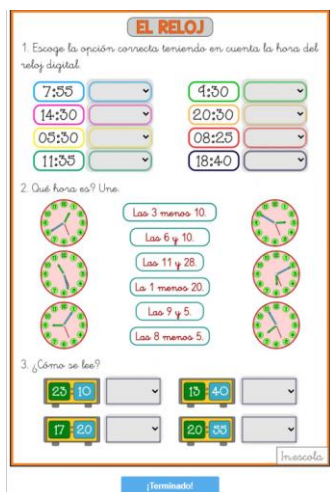 EL RELOJ
1. Escoge la opción correcta teniendo en cuenta la hora del
reloj digital.
7:55
9:30
14:30
20:30
05:30
08:25
11:35
18:40
2. Qué hora es? Une.
Las 3 menos 10.
Las 6 y 10.
Las 11 y 28.
La 1 menos 20.
Las 9 y 5.
Las 8 menos 5.
3. ¿Cómo se lee?
23 10
13 40
17 20
20 55
In.escola
¡Terminado!